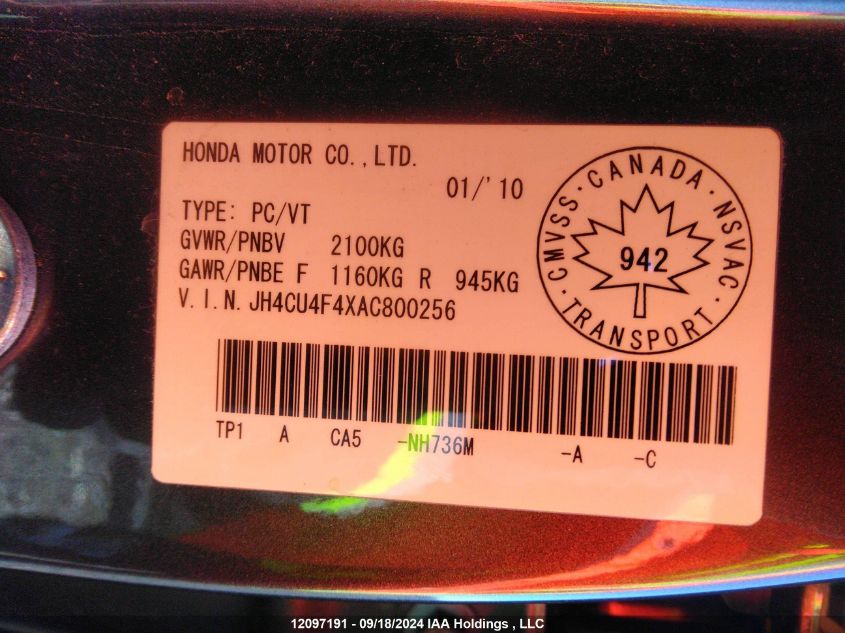 HONDA MOTOR CO.,LTD.
01/'10
TYPE: PC/VT
GVWR/PNBV 2100KG
GAWR/PNBE F 1160KG R 945KG
V.I.N. JH4CU4F4XAC800256
CMVSS · CANADA · NSVAC · TRANSPORT ·
942
TP1 A CA5 -NH736M -A -C
12097191 - 09/18/2024 IAA Holdings , LLC